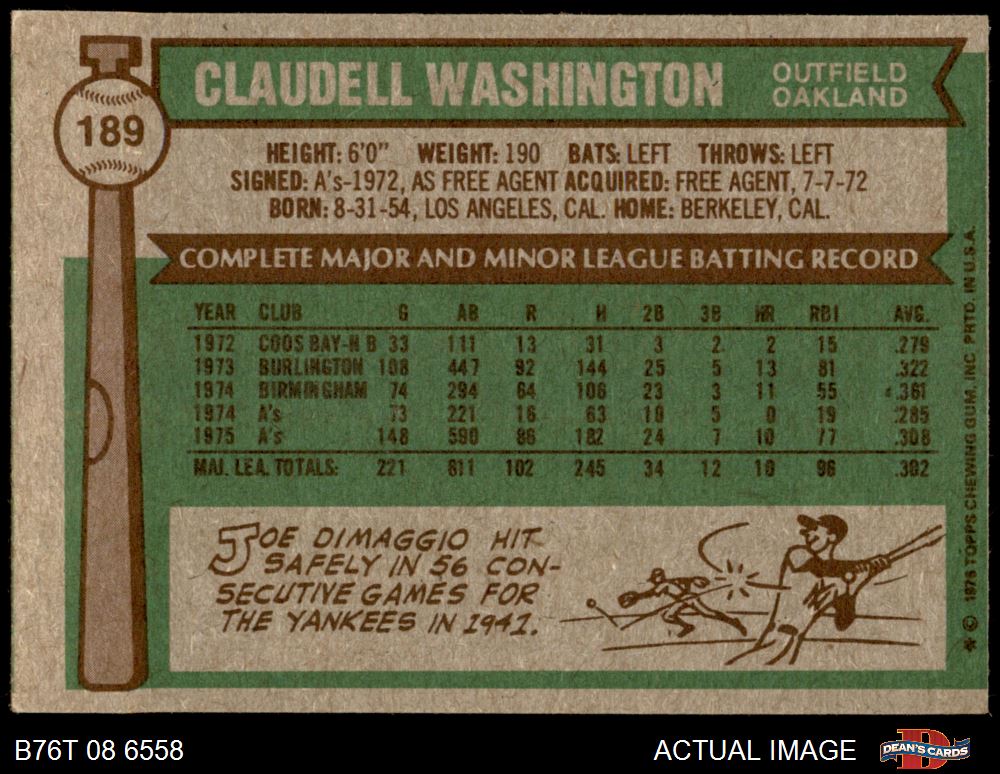 189
CLAUDELL WASHINGTON
OUTFIELD
OAKLAND
HEIGHT: 6'0" WEIGHT: 190 BATS: LEFT THROWS: LEFT
SIGNED: A's-1972, AS FREE AGENT ACQUIRED: FREE AGENT, 7-7-72
BORN: 8-31-54, LOS ANGELES, CAL. HOME: BERKELEY, CAL.
COMPLETE MAJOR AND MINOR LEAGUE BATTING RECORD
YEAR CLUB G AB R H 2B 3B HR RBI AVG.
1972 COOS BAY-N B 33 111 13 31 3 2 2 15 .279
1973 BURLINGTON 108 447 92 144 25 5 13 81 .322
1974 BIRMINGHAM 74 294 64 106 23 3 11 55 .361
1974 A's 73 221 16 63 10 5 0 19 .285
1975 A's 148 590 86 182 24 7 10 77 .308
MAJ. LEA. TOTALS: 221 811 102 245 34 12 10 96 .302
JOE DIMAGGIO HIT
SAFELY IN 56 CON-
SECUTIVE GAMES FOR
THE YANKEES IN 1941.
* © 1976 TOPPS CHEWING GUM, INC. PRTD. IN U.S.A.
B76T 08 6558
ACTUAL IMAGE
DEAN'S CARDS